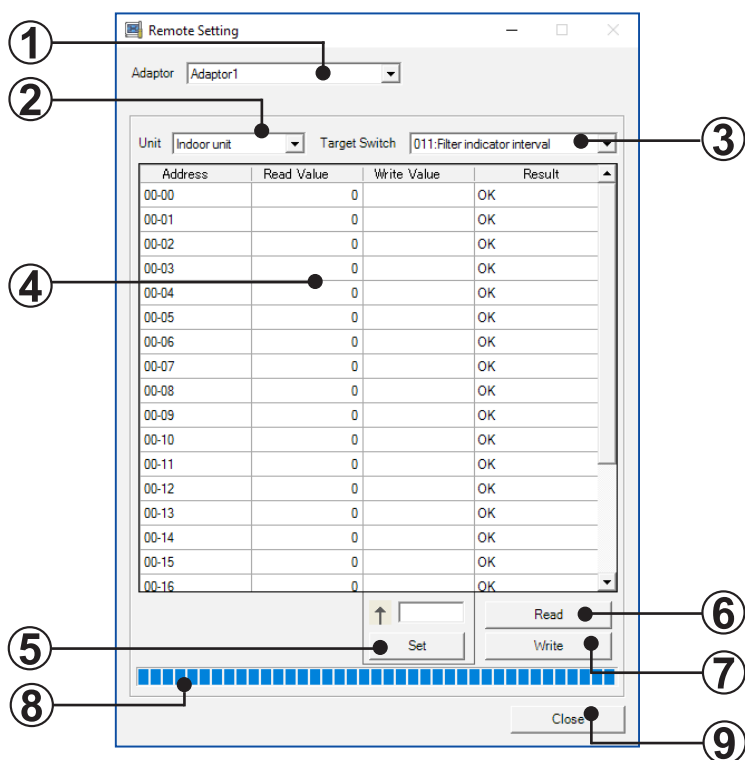 Remote Setting
1
Adaptor Adaptor1
2
Unit Indoor unit Target Switch 011:Filter indicator interval
3
Address Read Value Write Value Result
00-00 0 OK
00-01 0 OK
00-02 0 OK
00-03 0 OK
4
00-04 0 OK
00-05 0 OK
00-06 0 OK
00-07 0 OK
00-08 0 OK
00-09 0 OK
00-10 0 OK
00-11 0 OK
00-12 0 OK
00-13 0 OK
00-14 0 OK
00-15 0 OK
00-16 0 OK
↑ Read 6
5 Set Write 7
8
Close 9